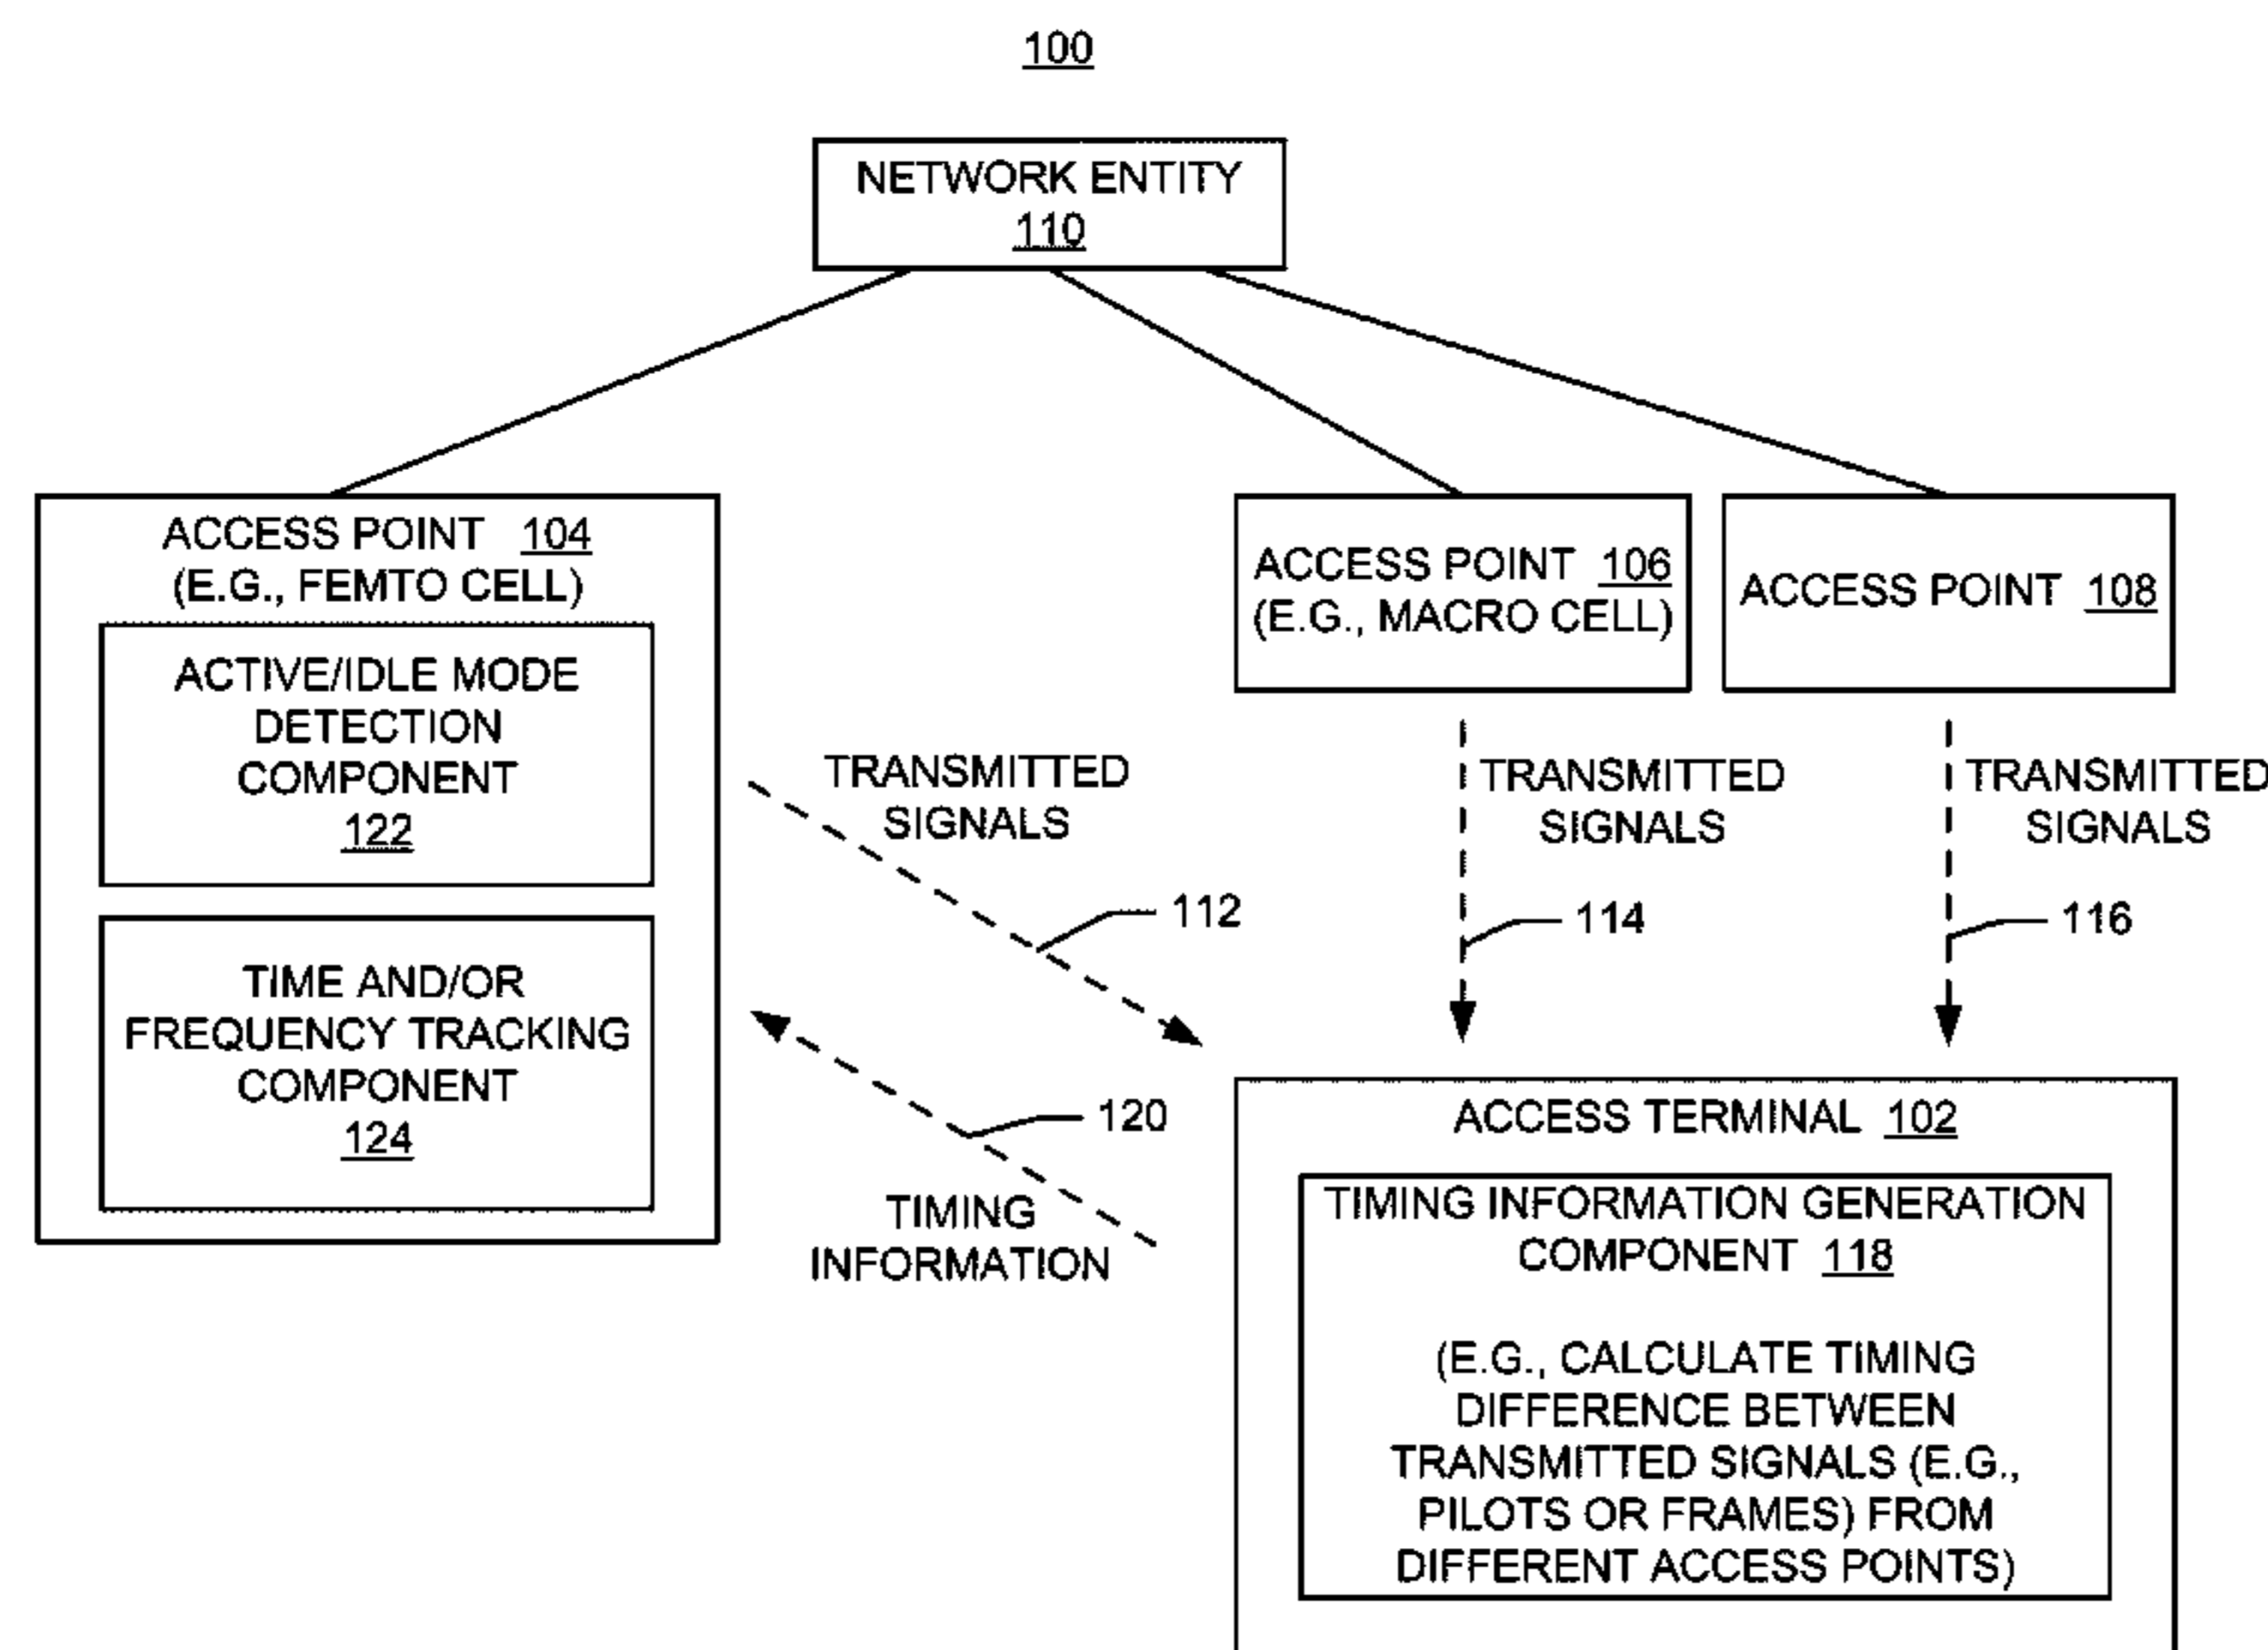 100
NETWORK ENTITY
110
ACCESS POINT 104
(E.G., FEMTO CELL)
ACTIVE/IDLE MODE
DETECTION
COMPONENT
122
TIME AND/OR
FREQUENCY TRACKING
COMPONENT
124
ACCESS POINT 106
(E.G., MACRO CELL)
ACCESS POINT 108
TRANSMITTED
SIGNALS
112
TRANSMITTED
SIGNALS
114
TRANSMITTED
SIGNALS
116
120
TIMING
INFORMATION
ACCESS TERMINAL 102
TIMING INFORMATION GENERATION
COMPONENT 118
(E.G., CALCULATE TIMING
DIFFERENCE BETWEEN
TRANSMITTED SIGNALS (E.G.,
PILOTS OR FRAMES) FROM
DIFFERENT ACCESS POINTS)